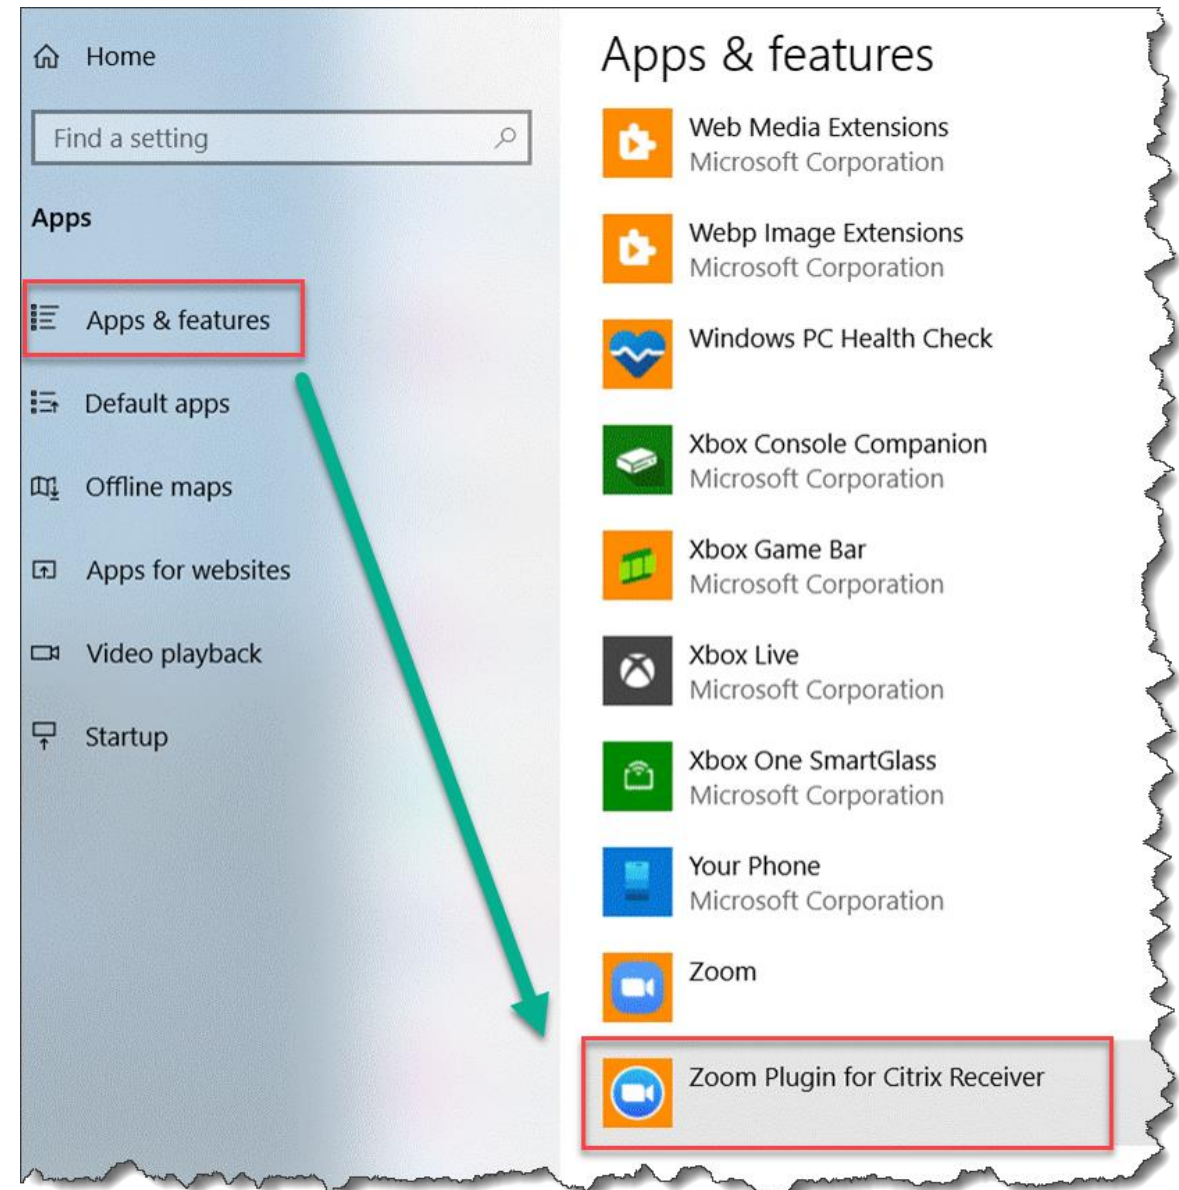 Home
Find a setting
Apps
Apps & features
Default apps
Offline maps
Apps for websites
Video playback
Startup
Apps & features
Web Media Extensions
Microsoft Corporation
Webp Image Extensions
Microsoft Corporation
Windows PC Health Check
Xbox Console Companion
Microsoft Corporation
Xbox Game Bar
Microsoft Corporation
Xbox Live
Microsoft Corporation
Xbox One SmartGlass
Microsoft Corporation
Your Phone
Microsoft Corporation
Zoom
Zoom Plugin for Citrix Receiver